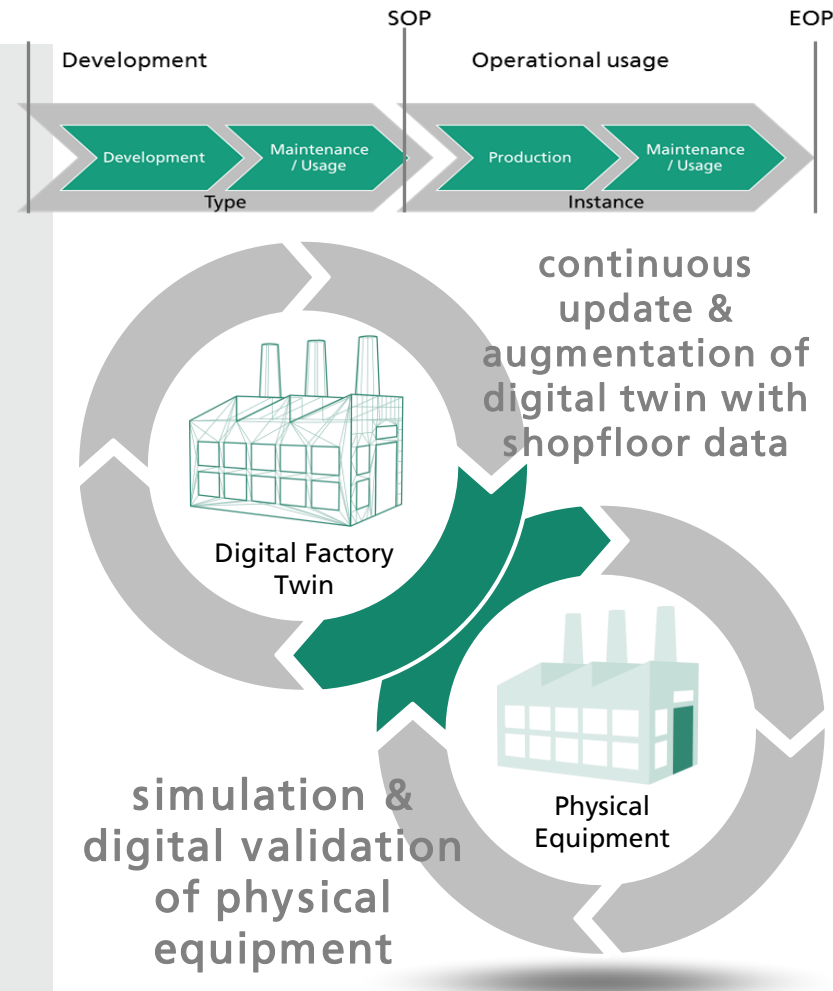 SOP
EOP
Development
Operational usage
Development
Maintenance
/ Usage
Production
Maintenance
/ Usage
Type
Instance
continuous
update &
augmentation of
digital twin with
shopfloor data
Digital Factory
Twin
Physical
Equipment
simulation &
digital validation
of physical
equipment